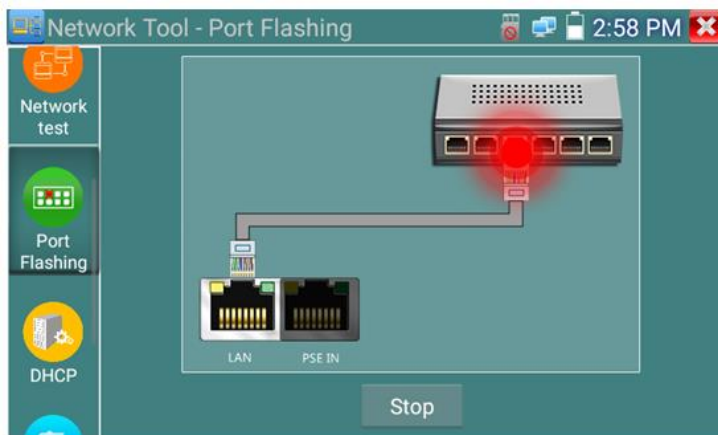 Network Tool - Port Flashing
2:58 PM
Network
test
Port
Flashing
DHCP
LAN
PSE IN
Stop